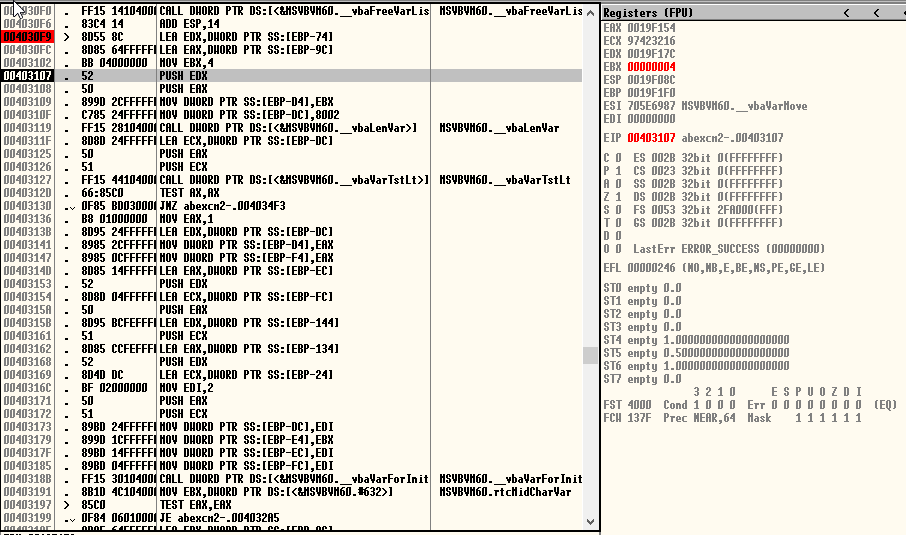 004030F0 . FF15 14104000 CALL DWORD PTR DS:[<&MSVBVM60.__vbaFreeVarLis MSVBVM60.__vbaFreeVarLis
004030F6 . 83C4 14 ADD ESP,14
004030F9 > 8D55 8C LEA EDX,DWORD PTR SS:[EBP-74]
004030FC . 8D85 64FFFFFF LEA EAX,DWORD PTR SS:[EBP-9C]
00403102 . BB 04000000 MOV EBX,4
00403107 . 52 PUSH EDX
00403108 . 50 PUSH EAX
00403109 . 899D 2CFFFFFF MOV DWORD PTR SS:[EBP-D4],EBX
0040310F . C785 24FFFFFF MOV DWORD PTR SS:[EBP-DC],8002
00403119 . FF15 28104000 CALL DWORD PTR DS:[<&MSVBVM60.__vbaLenVar>] MSVBVM60.__vbaLenVar
0040311F . 8D8D 24FFFFFF LEA ECX,DWORD PTR SS:[EBP-DC]
00403125 . 50 PUSH EAX
00403126 . 51 PUSH ECX
00403127 . FF15 44104000 CALL DWORD PTR DS:[<&MSVBVM60.__vbaVarTstLt>] MSVBVM60.__vbaVarTstLt
0040312D . 66:85C0 TEST AX,AX
00403130 . 0F85 BD030000 JNZ abexcm2-.004034F3
00403136 . B8 01000000 MOV EAX,1
0040313B . 8D95 24FFFFFF LEA EDX,DWORD PTR SS:[EBP-DC]
00403141 . 8985 2CFFFFFF MOV DWORD PTR SS:[EBP-D4],EAX
00403147 . 8985 0CFFFFFF MOV DWORD PTR SS:[EBP-F4],EAX
0040314D . 8D85 14FFFFFF LEA EAX,DWORD PTR SS:[EBP-EC]
00403153 . 52 PUSH EDX
00403154 . 8D8D 04FFFFFF LEA ECX,DWORD PTR SS:[EBP-FC]
0040315A . 50 PUSH EAX
0040315B . 8D95 BCFEFFFF LEA EDX,DWORD PTR SS:[EBP-144]
00403161 . 51 PUSH ECX
00403162 . 8D85 CCFEFFFF LEA EAX,DWORD PTR SS:[EBP-134]
00403168 . 52 PUSH EDX
00403169 . 8D4D DC LEA ECX,DWORD PTR SS:[EBP-24]
0040316C . BF 02000000 MOV EDI,2
00403171 . 50 PUSH EAX
00403172 . 51 PUSH ECX
00403173 . 89BD 24FFFFFF MOV DWORD PTR SS:[EBP-DC],EDI
00403179 . 899D 1CFFFFFF MOV DWORD PTR SS:[EBP-E4],EBX
0040317F . 89BD 14FFFFFF MOV DWORD PTR SS:[EBP-EC],EDI
00403185 . 89BD 04FFFFFF MOV DWORD PTR SS:[EBP-FC],EDI
0040318B . FF15 30104000 CALL DWORD PTR DS:[<&MSVBVM60.__vbaVarForInit MSVBVM60.__vbaVarForInit
00403191 . 8B1D 4C104000 MOV EBX,DWORD PTR DS:[<&MSVBVM60.#632>] MSVBVM60.rtcMidCharVar
00403197 > 85C0 TEST EAX,EAX
00403199 . 0F84 06010000 JE abexcm2-.004032A5
Registers (FPU) < <
EAX 0019F154
ECX 97423216
EDX 0019F17C
EBX 00000004
ESP 0019F08C
EBP 0019F1F0
ESI 705E6987 MSVBVM60.__vbaVarMove
EDI 00000000
EIP 00403107 abexcm2-.00403107
C 0 ES 002B 32bit 0(FFFFFFFF)
P 1 CS 0023 32bit 0(FFFFFFFF)
A 0 SS 002B 32bit 0(FFFFFFFF)
Z 1 DS 002B 32bit 0(FFFFFFFF)
S 0 FS 0053 32bit 2FA000(FFF)
T 0 GS 002B 32bit 0(FFFFFFFF)
D 0
O 0 LastErr ERROR_SUCCESS (00000000)
EFL 00000246 (NO,NB,E,BE,NS,PE,GE,LE)
ST0 empty 0.0
ST1 empty 0.0
ST2 empty 0.0
ST3 empty 0.0
ST4 empty 1.0000000000000000000
ST5 empty 0.5000000000000000000
ST6 empty 1.0000000000000000000
ST7 empty 0.0
3 2 1 0 E S P U O Z D I
FST 4000 Cond 1 0 0 0 Err 0 0 0 0 0 0 0 0 (EQ)
FCW 137F Prec NEAR,64 Mask 1 1 1 1 1 1